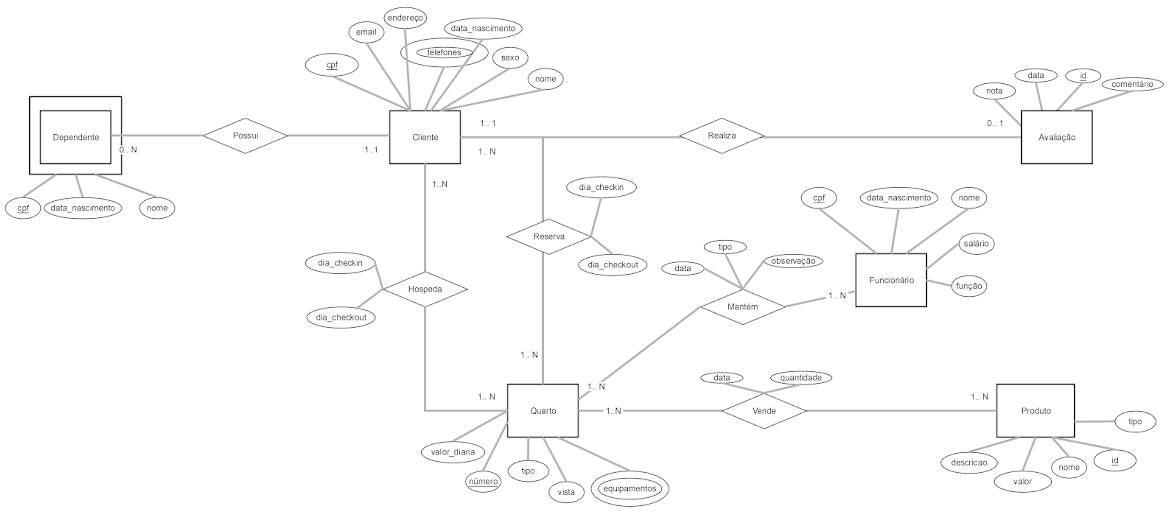 endereço
data_nascimento
email
telefones
sexo
cpf
nome
data
id
comentário
nota
1.. 1
0.. 1
Dependente
Possui
Cliente
Realiza
Avaliação
0.. N
1..1
1.. N
1..N
cpf
data_nascimento
nome
dia_checkin
Reserva
dia_checkout
cpf
data_nascimento
nome
salário
função
Funcionário
tipo
data
observação
Mantém
1.. N
dia_checkin
Hospeda
dia_checkout
1.. N
1.. N
1.. N
data
quantidade
1.. N
Quarto
1..N
Vende
Produto
tipo
valor_diaria
número
tipo
vista
equipamentos
descricao
valor
nome
id